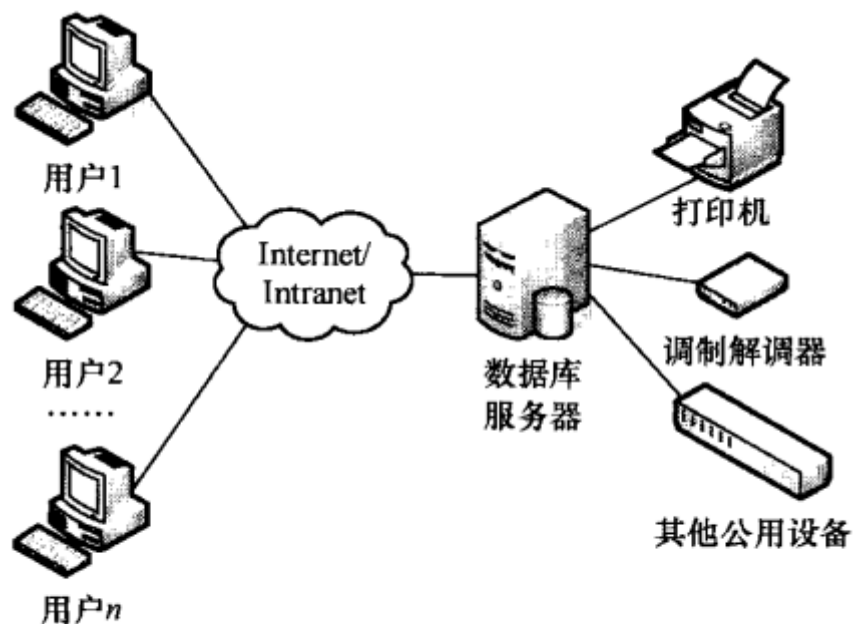 用户1
用户2
……
用户n
Internet/
Intranet
数据库
服务器
打印机
调制解调器
其他公用设备